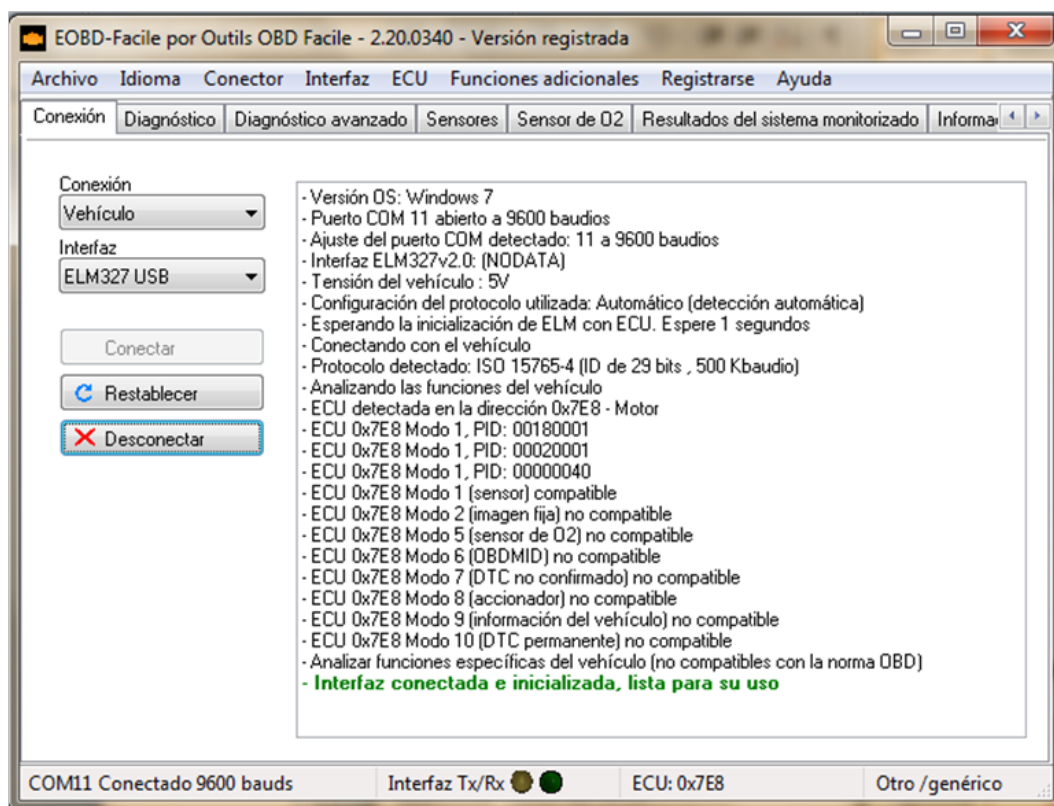 EOBD-Facile por Outils OBD Facile - 2.20.0340 - Versión registrada
Archivo Idioma Conector Interfaz ECU Funciones adicionales Registrarse Ayuda
Conexión Diagnóstico Diagnóstico avanzado Sensores Sensor de O2 Resultados del sistema monitorizado Informa
Conexión
Vehículo
Interfaz
ELM327 USB
Conectar
Restablecer
Desconectar
- Versión OS: Windows 7
- Puerto COM 11 abierto a 9600 baudios
- Ajuste del puerto COM detectado: 11 a 9600 baudios
- Interfaz ELM327v2.0: (NODATA)
- Tensión del vehículo : 5V
- Configuración del protocolo utilizada: Automático (detección automática)
- Esperando la inicialización de ELM con ECU. Espere 1 segundos
- Conectando con el vehículo
- Protocolo detectado: ISO 15765-4 (ID de 29 bits , 500 Kbaudio)
- Analizando las funciones del vehículo
- ECU detectada en la dirección 0x7E8 - Motor
- ECU 0x7E8 Modo 1, PID: 00180001
- ECU 0x7E8 Modo 1, PID: 00020001
- ECU 0x7E8 Modo 1, PID: 00000040
- ECU 0x7E8 Modo 1 (sensor) compatible
- ECU 0x7E8 Modo 2 (imagen fija) no compatible
- ECU 0x7E8 Modo 5 (sensor de O2) no compatible
- ECU 0x7E8 Modo 6 (OBDMID) no compatible
- ECU 0x7E8 Modo 7 (DTC no confirmado) no compatible
- ECU 0x7E8 Modo 8 (accionador) no compatible
- ECU 0x7E8 Modo 9 (información del vehículo) no compatible
- ECU 0x7E8 Modo 10 (DTC permanente) no compatible
- Analizar funciones específicas del vehículo (no compatibles con la norma OBD)
- Interfaz conectada e inicializada, lista para su uso
COM11 Conectado 9600 bauds Interfaz Tx/Rx ECU: 0x7E8 Otro /genérico